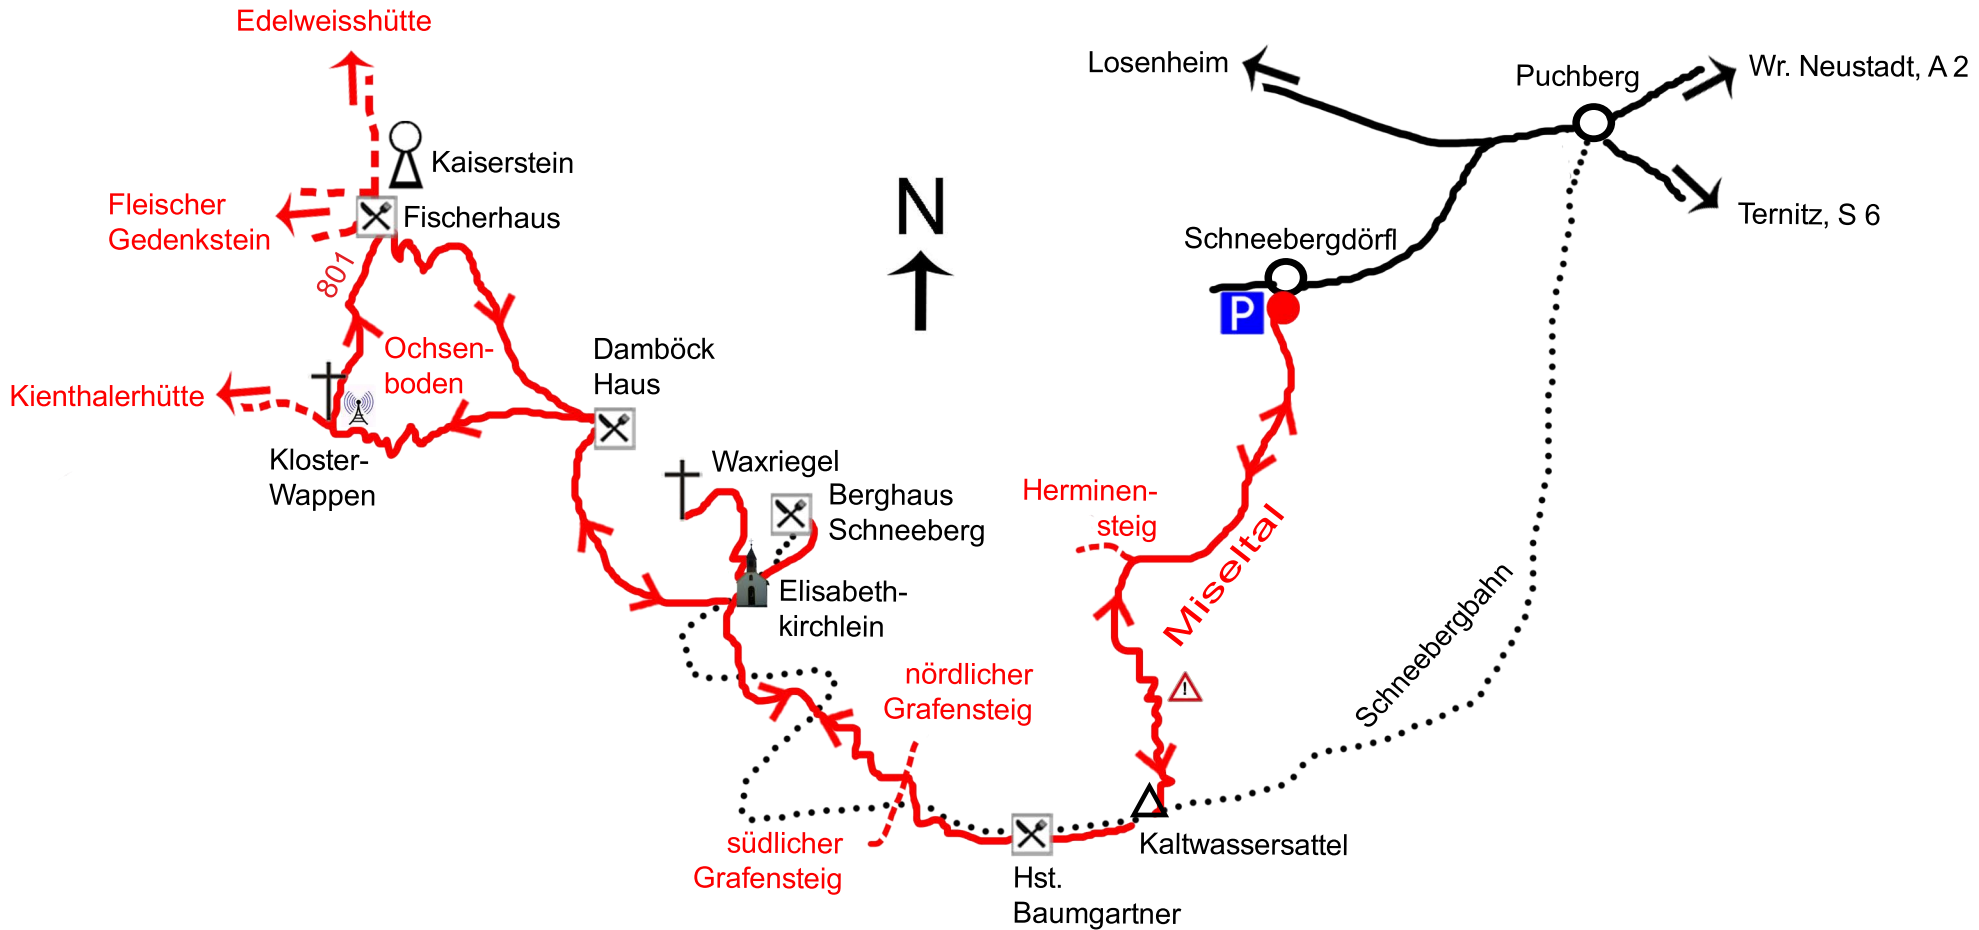 Edelweisshütte
Losenheim
Puchberg
Wr. Neustadt, A 2
Kaiserstein
Fleischer
Gedenkstein
Fischerhaus
N
Ternitz, S 6
Schneebergdörfl
801
P
Ochsen-
boden
Damböck
Haus
Kienthalerhütte
Kloster-
Wappen
Waxriegel
Berghaus
Schneeberg
Herminen-
steig
Miseltal
Elisabeth-
kirchlein
Schneebergbahn
nördlicher
Grafensteig
!
südlicher
Grafensteig
Kaltwassersattel
Hst.
Baumgartner